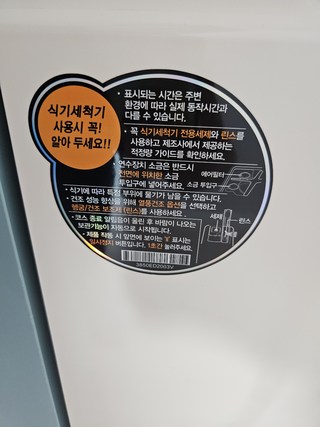 식기세척기
사용시 꼭!
알아 두세요!!
· 표시되는 시간은 주변
환경에 따라 실제 동작시간과
다를 수 있습니다.
· 꼭 식기세척기 전용세제와 린스를
사용하고 제조사에서 제공하는
적정량 가이드를 확인하세요.
· 연수장치 소금은 반드시
전면에 위치한 소금
투입구에 넣어주세요.
에어필터
소금 투입구
· 식기에 따라 특정 부위에 물기가 남을 수 있습니다.
· 건조 성능 향상을 위해 열풍건조 옵션을 선택하고
헹굼/건조 보조제 (린스)를 사용하세요.
세제
린스
· 코스 종료 알림음이 울린 후 바람이 나오는
보관기능이 자동으로 시작됩니다.
· 제품 작동 시 앞면에 보이는 표시는
일시정지 버튼입니다. 1초간 눌러주세요.
3850ED2003V